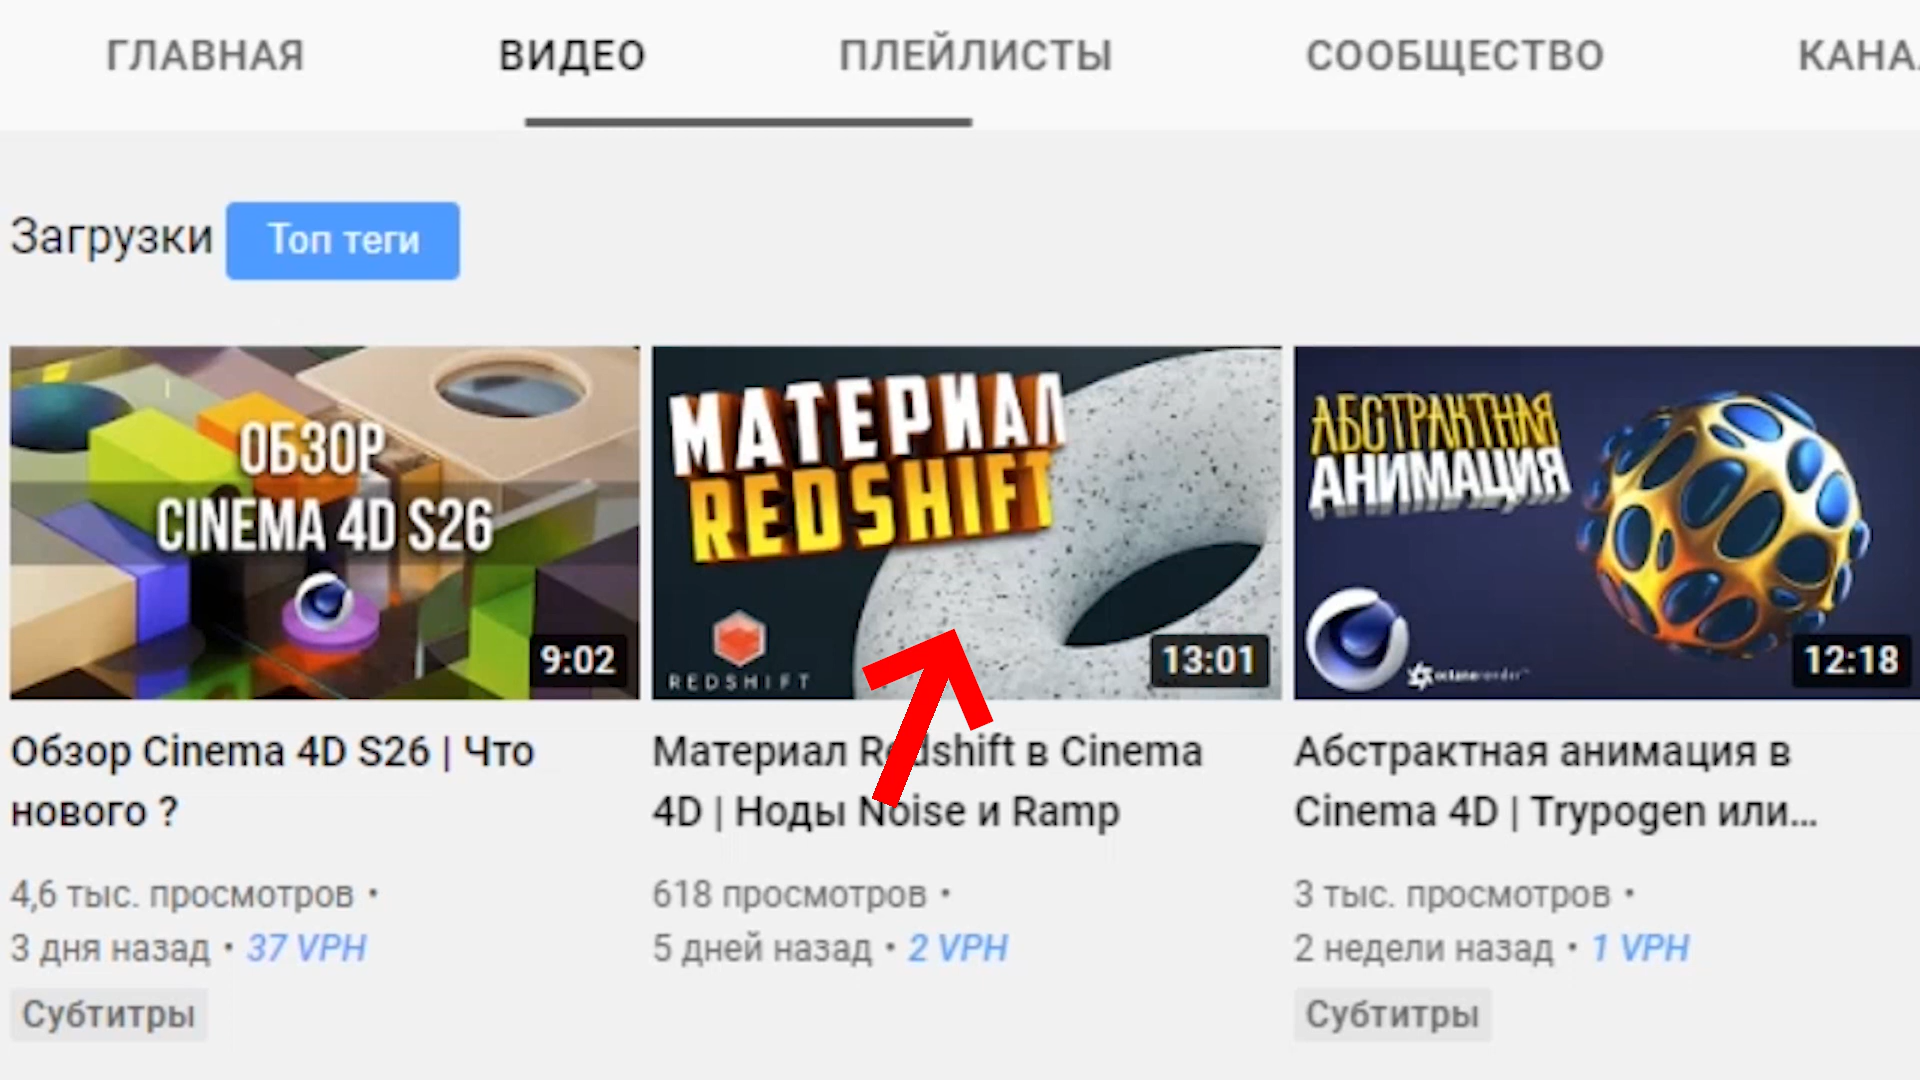 ГЛАВНАЯ ВИДЕО ПЛЕЙЛИСТЫ СООБЩЕСТВО
Загрузки Топ теги
ОБЗОР
CINEMA 4D S26
9:02
МАТЕРИАЛ
REDSHIFT
REDSHIFT
13:01
АБСТРАКТНАЯ
АНИМАЦИЯ
octanerender™
12:18
Обзор Cinema 4D S26 | Что
нового ?
4,6 тыс. просмотров •
3 дня назад • 37 VPH
Субтитры
Материал Redshift в Cinema
4D | Ноды Noise и Ramp
618 просмотров •
5 дней назад • 2 VPH
Абстрактная анимация в
Cinema 4D | Trypogen или...
3 тыс. просмотров •
2 недели назад • 1 VPH
Субтитры